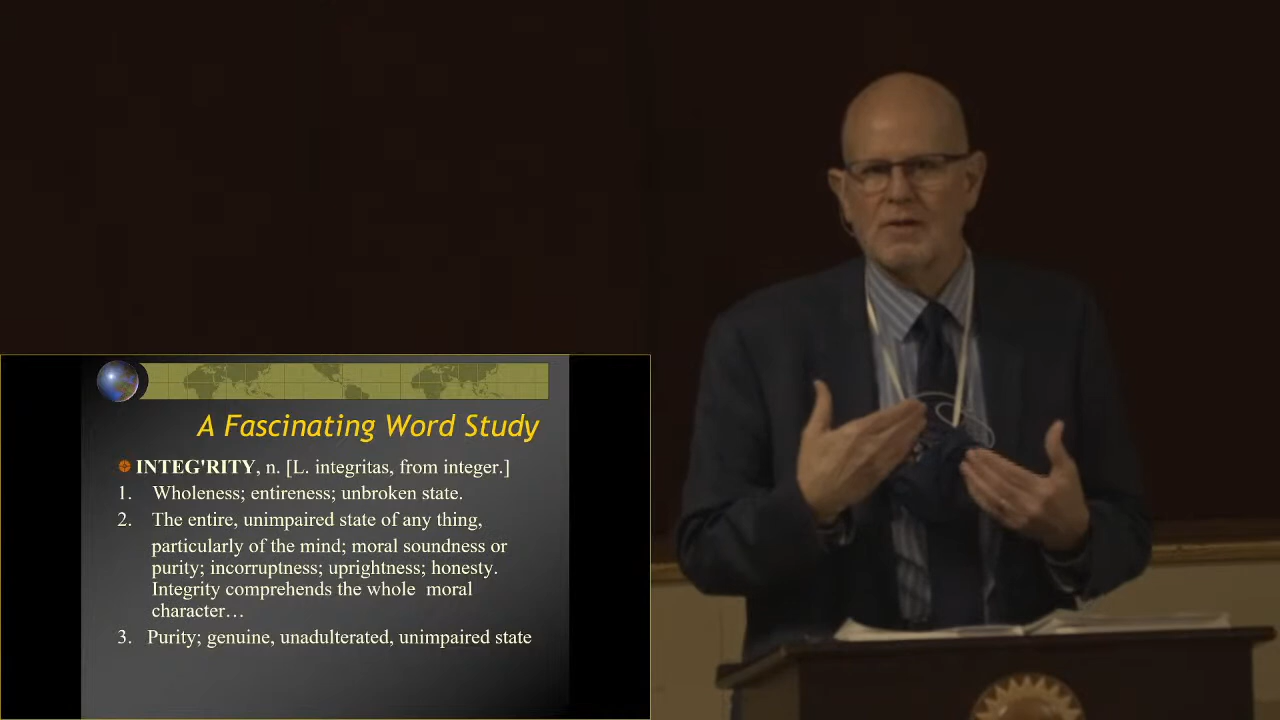 A Fascinating Word Study
INTEG'RITY, n. [L. integritas, from integer.]
1. Wholeness; entireness; unbroken state.
2. The entire, unimpaired state of any thing,
particularly of the mind; moral soundness or
purity; incorruptness; uprightness; honesty.
Integrity comprehends the whole moral
character…
3. Purity; genuine, unadulterated, unimpaired state